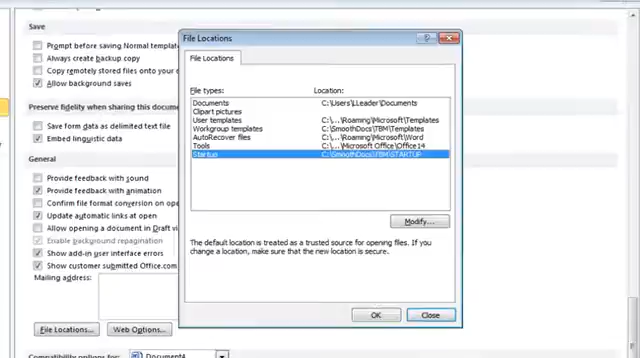 Save
Prompt before saving Normal template
Always create backup copy
Copy remotely stored files onto your
Allow background saves
Preserve fidelity when sharing this docum
Save form data as delimited text file
Embed linguistic data
General
Provide feedback with sound
Provide feedback with animation
Confirm file format conversion on op
Update automatic links at open
Allow opening a document in Draft vi
Enable background repagination
Show add-in user interface errors
Show customer submitted Office.com
Mailing address:
File Locations... Web Options...
Compatibility options for: Document4
File Locations
File Locations
File types: Location:
Documents C:\Users\LLeader\Documents
Clipart pictures
User templates C:\...\Roaming\Microsoft\Templates
Workgroup templates C:\SmoothDocs\TBM\Templates
AutoRecover files C:\...\Roaming\Microsoft\Word
Tools C:\...\Microsoft Office\Office14
Startup C:\SmoothDocs\TBM\STARTUP
Modify...
The default location is treated as a trusted source for opening files. If you
change a location, make sure that the new location is secure.
OK Close